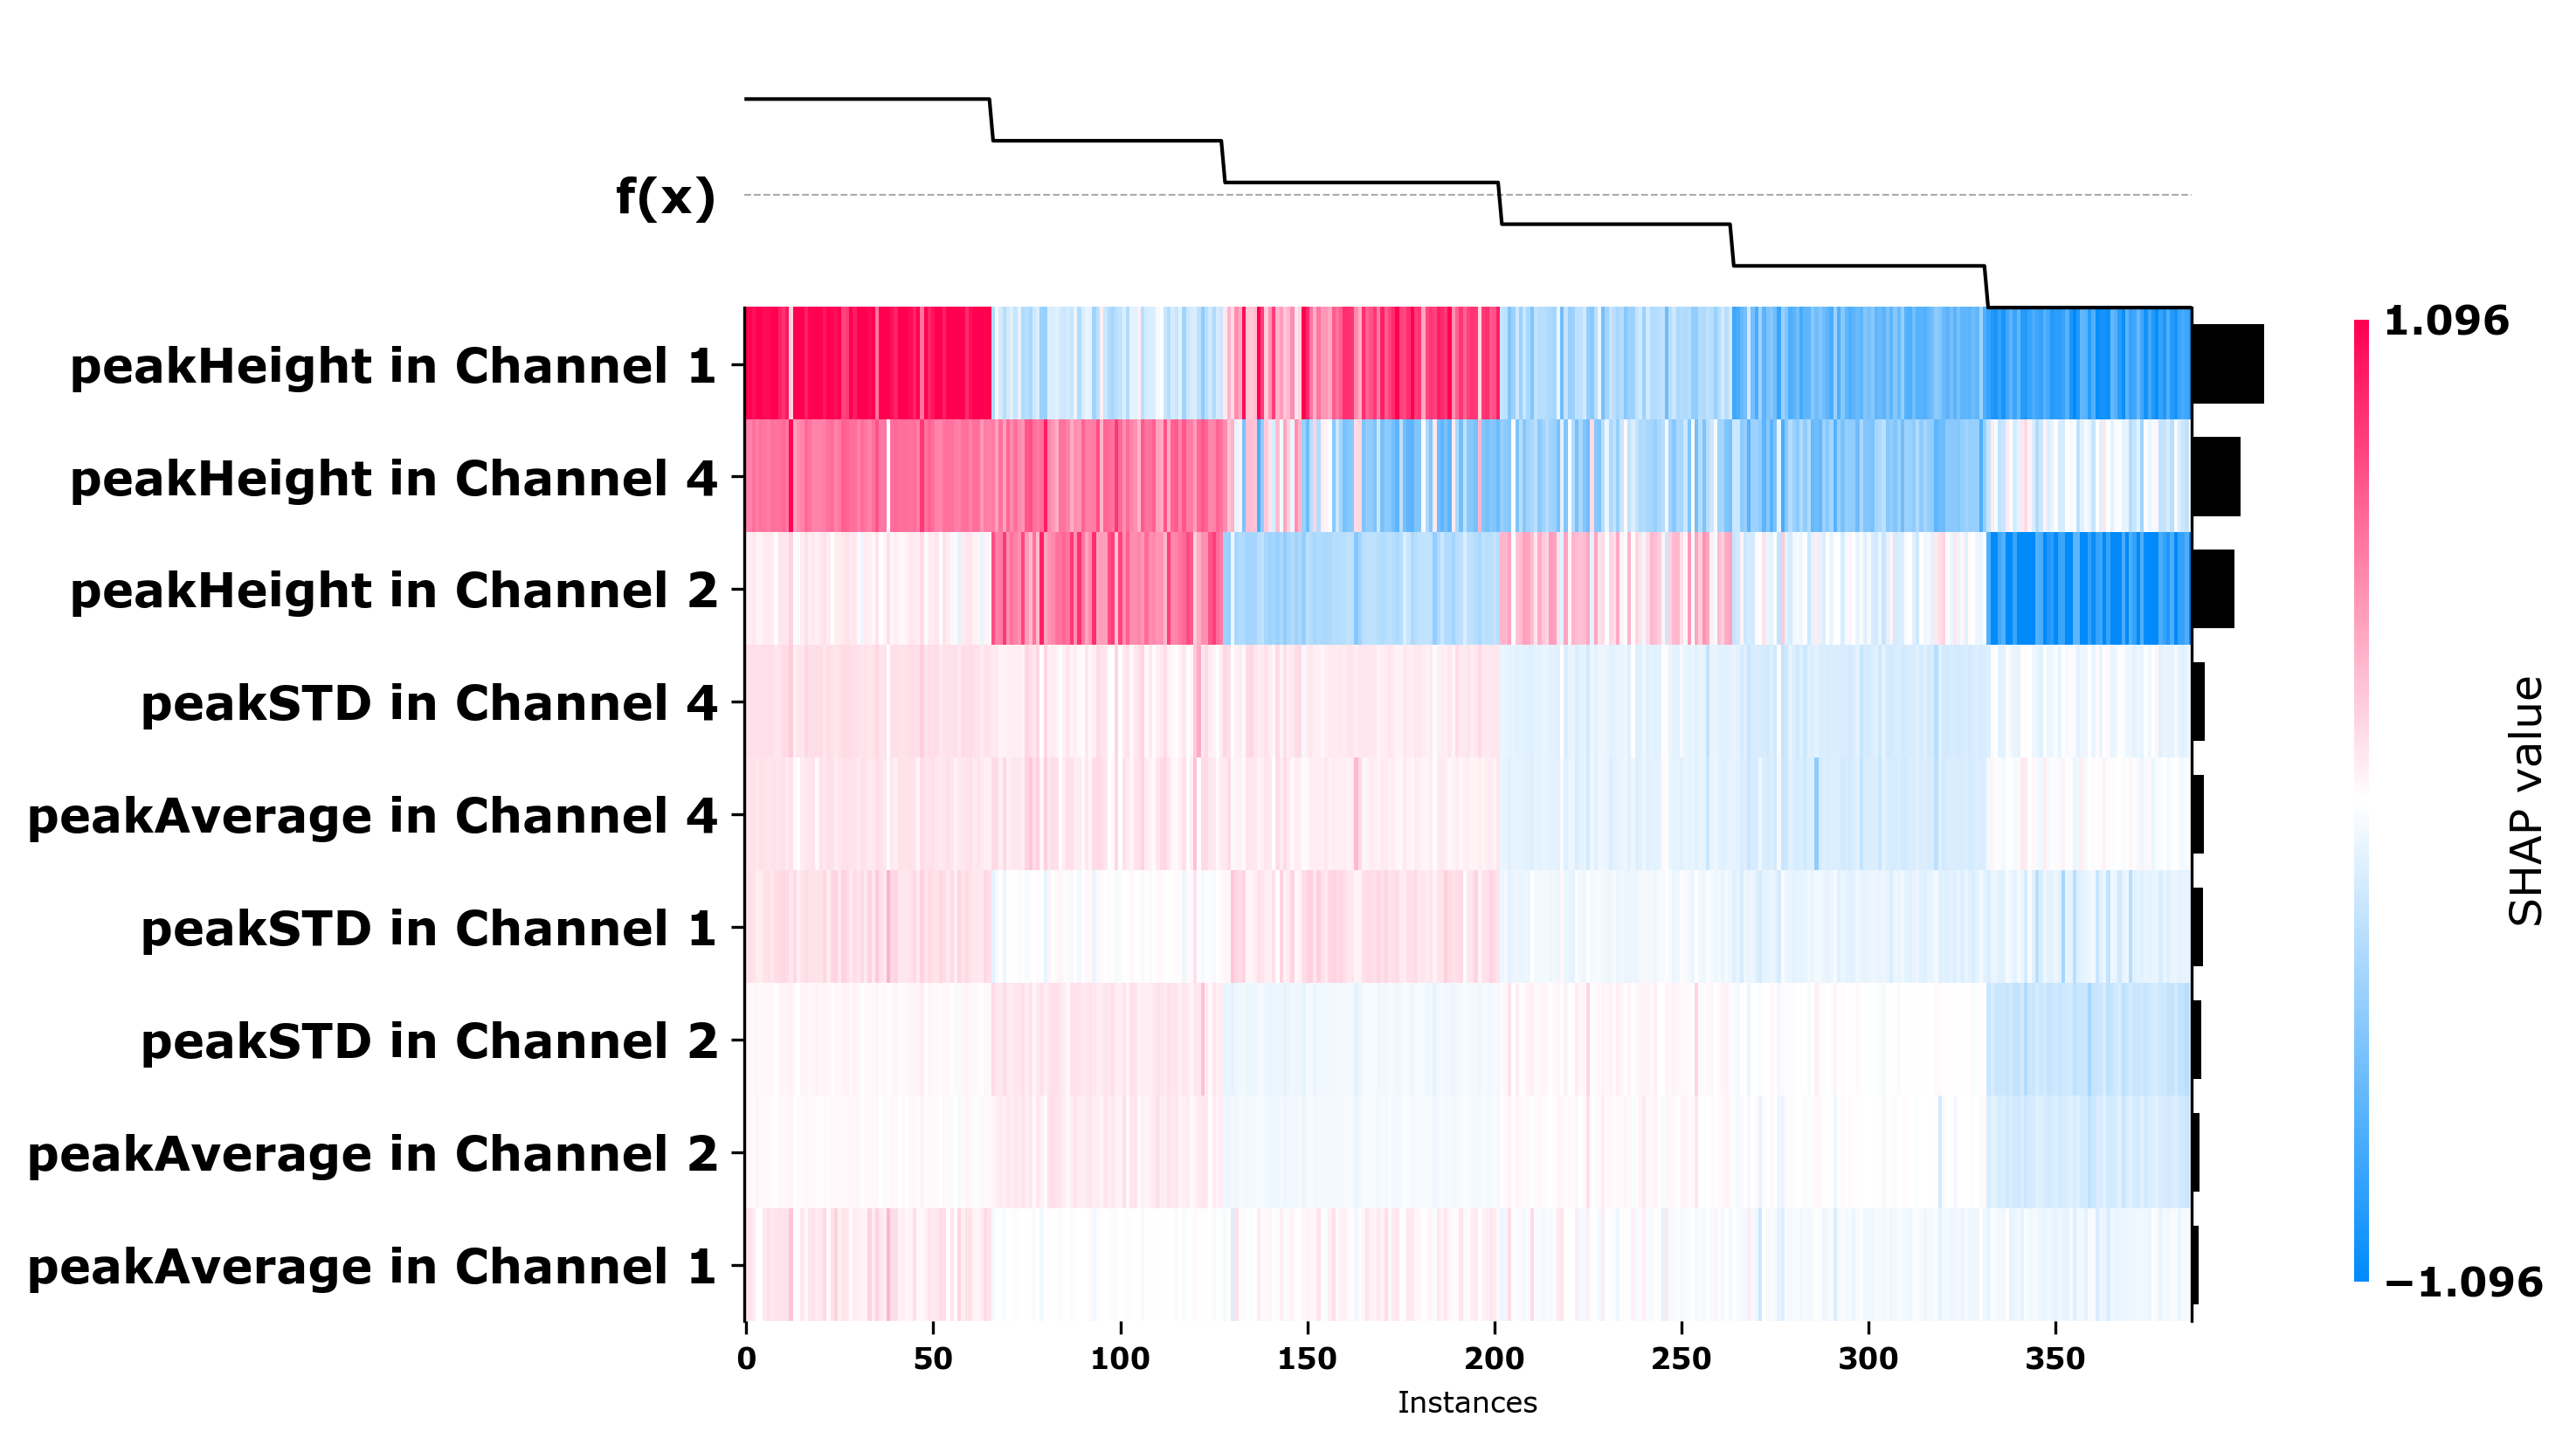 f(x)
peakHeight in Channel 1
peakHeight in Channel 4
peakHeight in Channel 2
peakSTD in Channel 4
peakAverage in Channel 4
peakSTD in Channel 1
peakSTD in Channel 2
peakAverage in Channel 2
peakAverage in Channel 1
0 50 100 150 200 250 300 350
Instances
1.096
SHAP value
−1.096